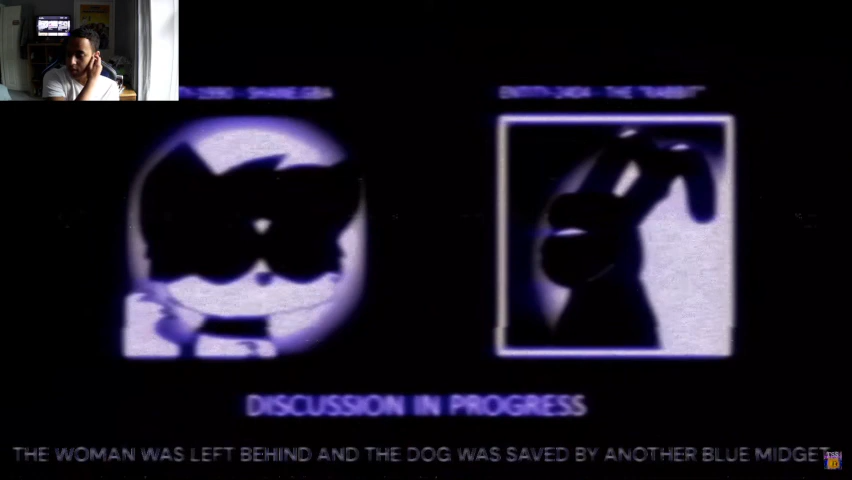 ENTITY-2404 - THE "RABBIT"
DISCUSSION IN PROGRESS
THE WOMAN WAS LEFT BEHIND AND THE DOG WAS SAVED BY ANOTHER BLUE MIDGET